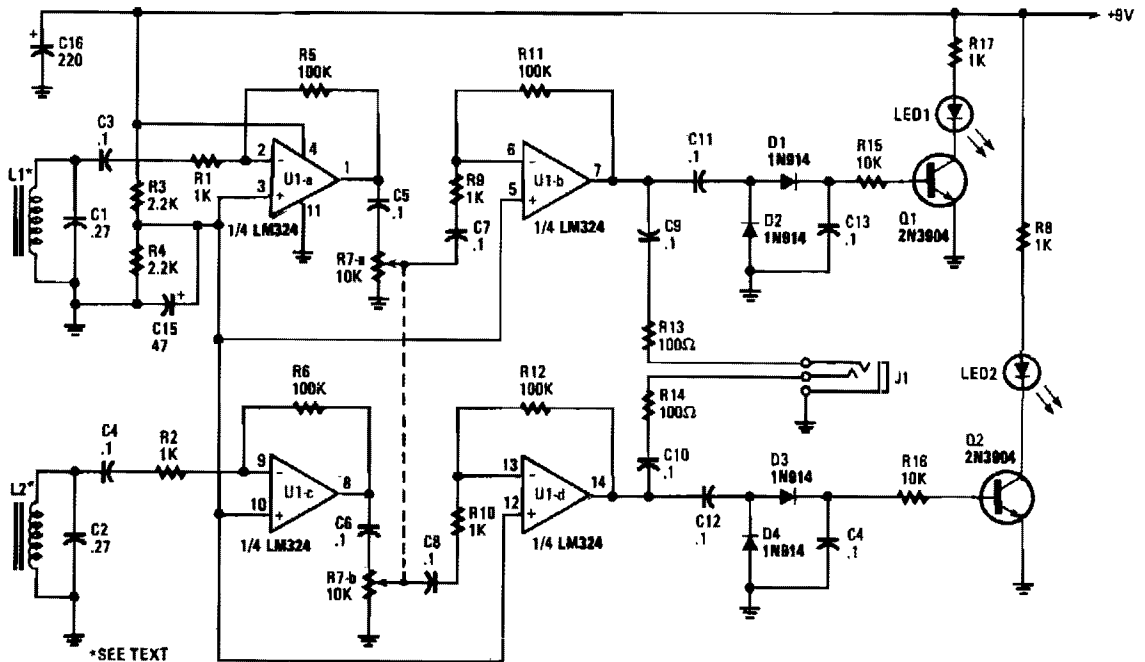 +9V
C16
220
R17
1K
R5
100K
R11
100K
LED1
C3
.1
C11
.1
D1
1N914
R15
10K
L1*
2
4
1
3
11
U1-a
6
7
5
U1-b
R1
1K
R3
2.2K
C5
.1
R9
1K
C1
.27
1/4 LM324
C7
.1
1/4 LM324
C9
.1
D2
1N914
C13
.1
Q1
2N3904
R8
1K
R4
2.2K
R7-a
10K
C15
47
R13
100Ω
R6
100K
R12
100K
J1
LED2
R14
100Ω
C4
.1
R2
1K
9
8
10
U1-c
13
14
12
U1-d
C10
.1
D3
1N914
R16
10K
Q2
2N3904
L2*
C2
.27
1/4 LM324
C6
.1
R10
1K
C8
.1
1/4 LM324
C12
.1
D4
1N914
C4
.1
R7-b
10K
*SEE TEXT